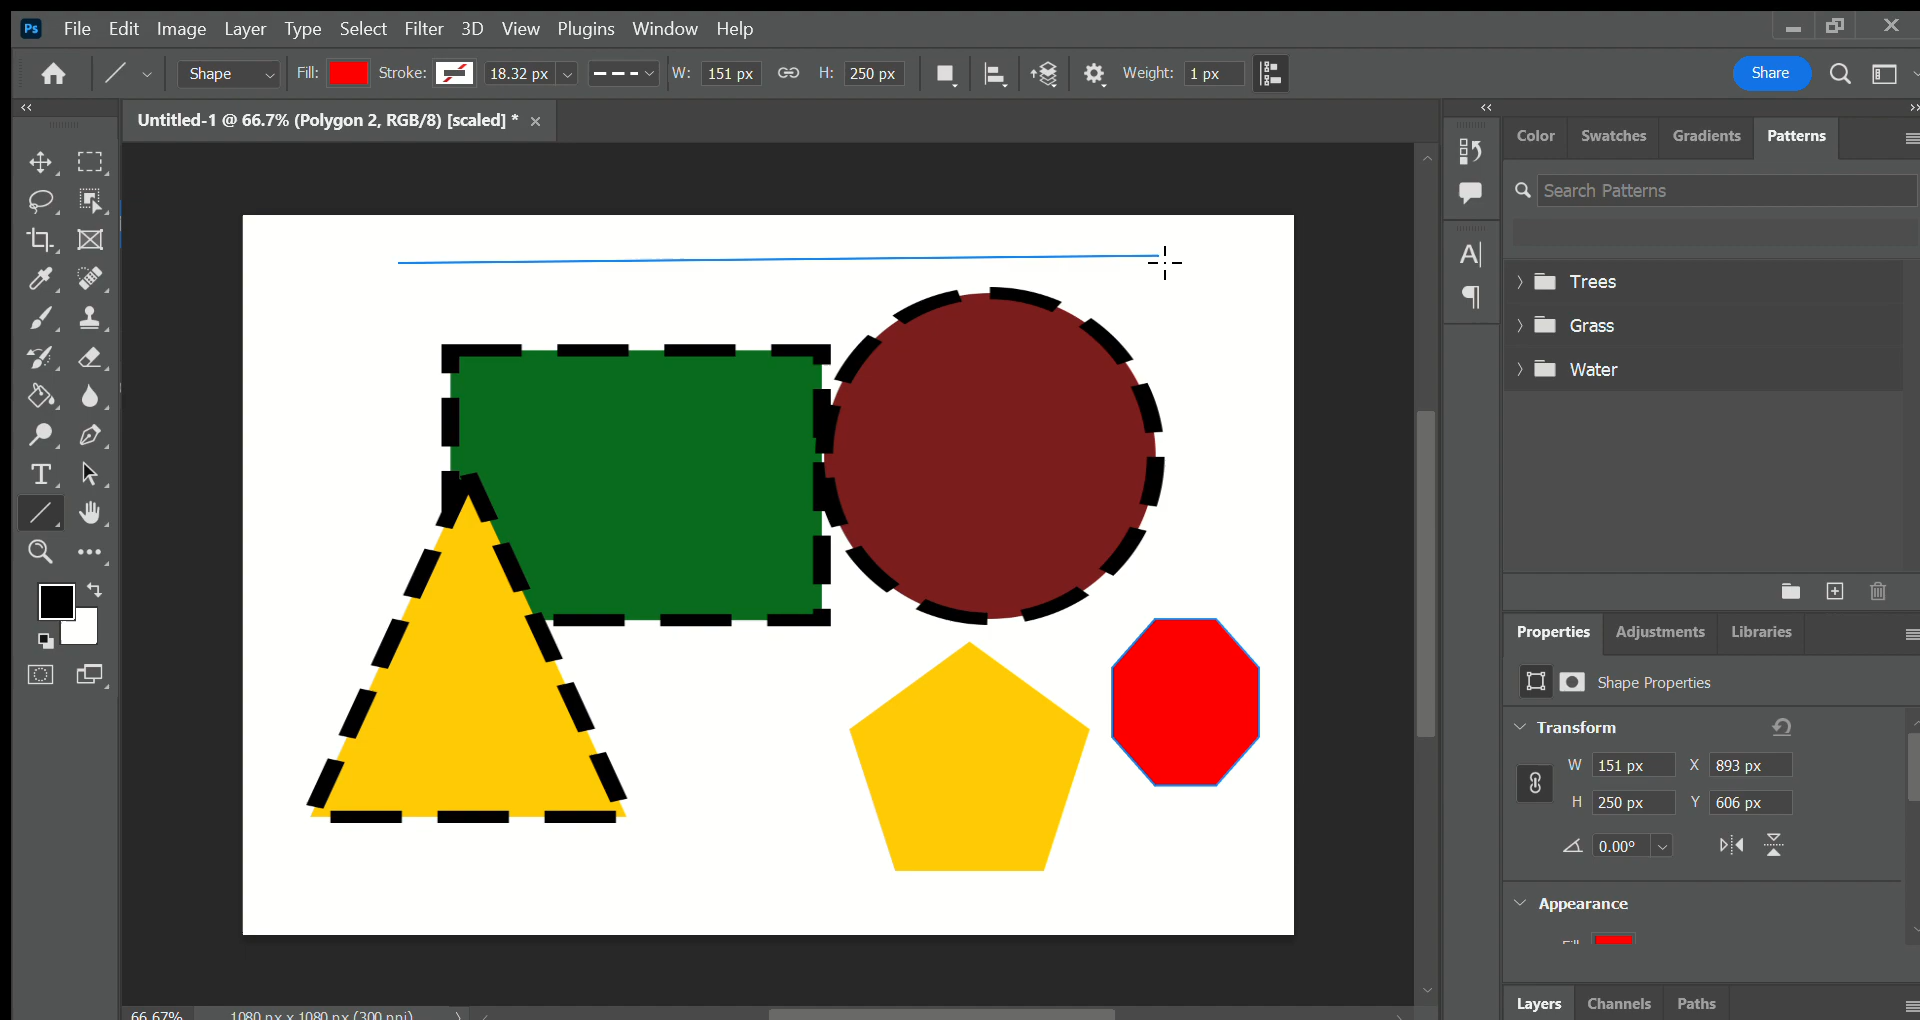 Ps File Edit Image Layer Type Select Filter 3D View Plugins Window Help
Shape Fill: Stroke: 18.32 px W: 151 px H: 250 px Weight: 1 px Share
Untitled-1 @ 66.7% (Polygon 2, RGB/8) [scaled] * ×
Color Swatches Gradients Patterns
Search Patterns
Trees
Grass
Water
Properties Adjustments Libraries
Shape Properties
Transform
W 151 px X 893 px
H 250 px Y 606 px
0.00°
Appearance
Fill
Layers Channels Paths
66.67% 1080 px x 1080 px (300 ppi)